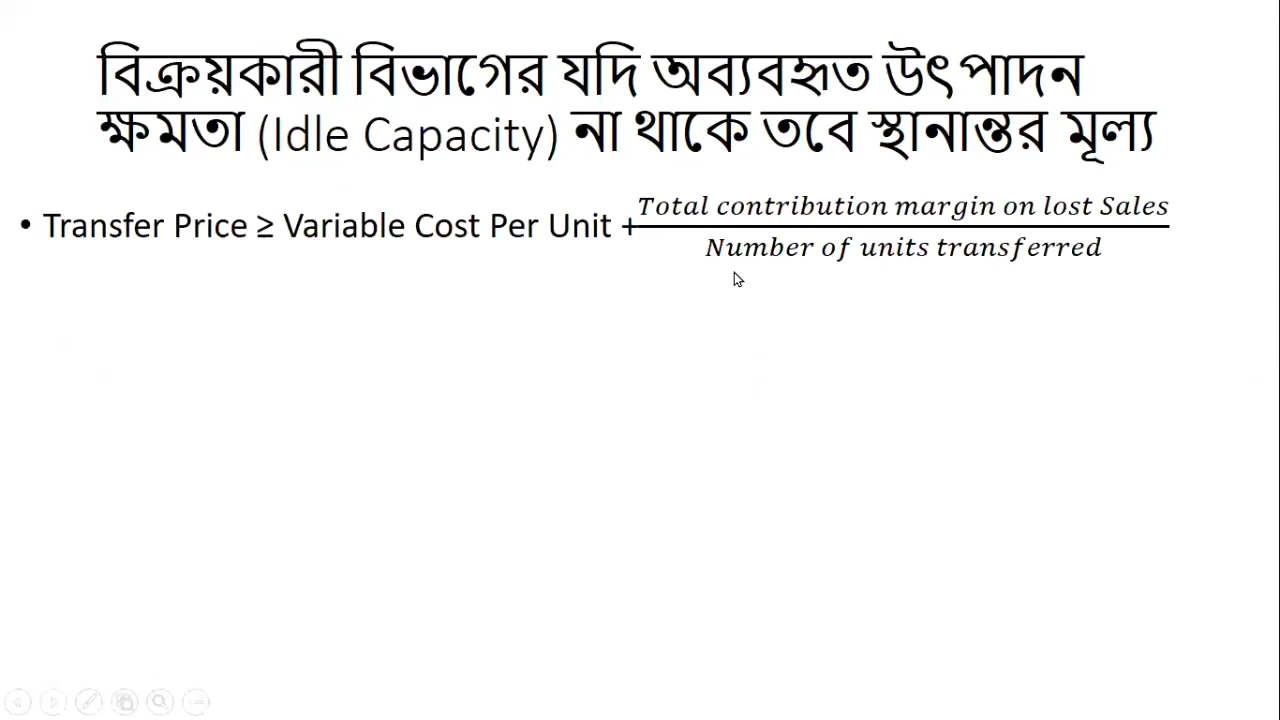 বিক্রয়কারী বিভাগের যদি অব্যবহৃত উৎপাদন
ক্ষমতা (Idle Capacity) না থাকে তবে স্থানান্তর মূল্য
• Transfer Price ≥ Variable Cost Per Unit + Total contribution margin on lost Sales
Number of units transferred